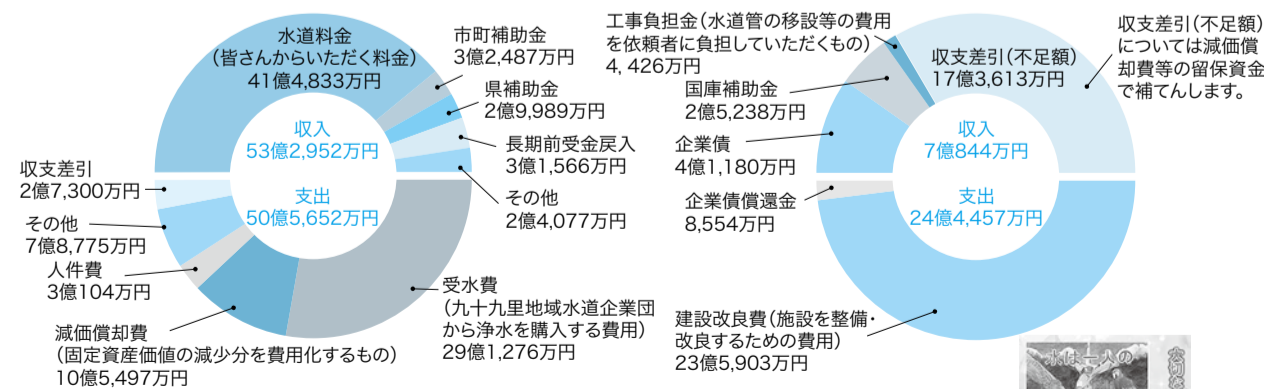 水道料金
(皆さんからいただく料金)
41億4,833万円
市町補助金
3億2,487万円
県補助金
2億9,989万円
長期前受金戻入
3億1,566万円
その他
2億4,077万円
収入
53億2,952万円
支出
50億5,652万円
収支差引
2億7,300万円
その他
7億8,775万円
人件費
3億104万円
減価償却費
(固定資産価値の減少分を費用化するもの)
10億5,497万円
受水費
(九十九里地域水道企業団
から浄水を購入する費用)
29億1,276万円
工事負担金(水道管の移設等の費用
を依頼者に負担していただくもの)
4,426万円
国庫補助金
2億5,238万円
企業債
4億1,180万円
収支差引(不足額)
17億3,613万円
収支差引(不足額)
については減価償
却費等の留保資金
で補てんします。
収入
7億844万円
支出
24億4,457万円
企業債償還金
8,554万円
建設改良費(施設を整備・
改良するための費用)
23億5,903万円
水は一人の